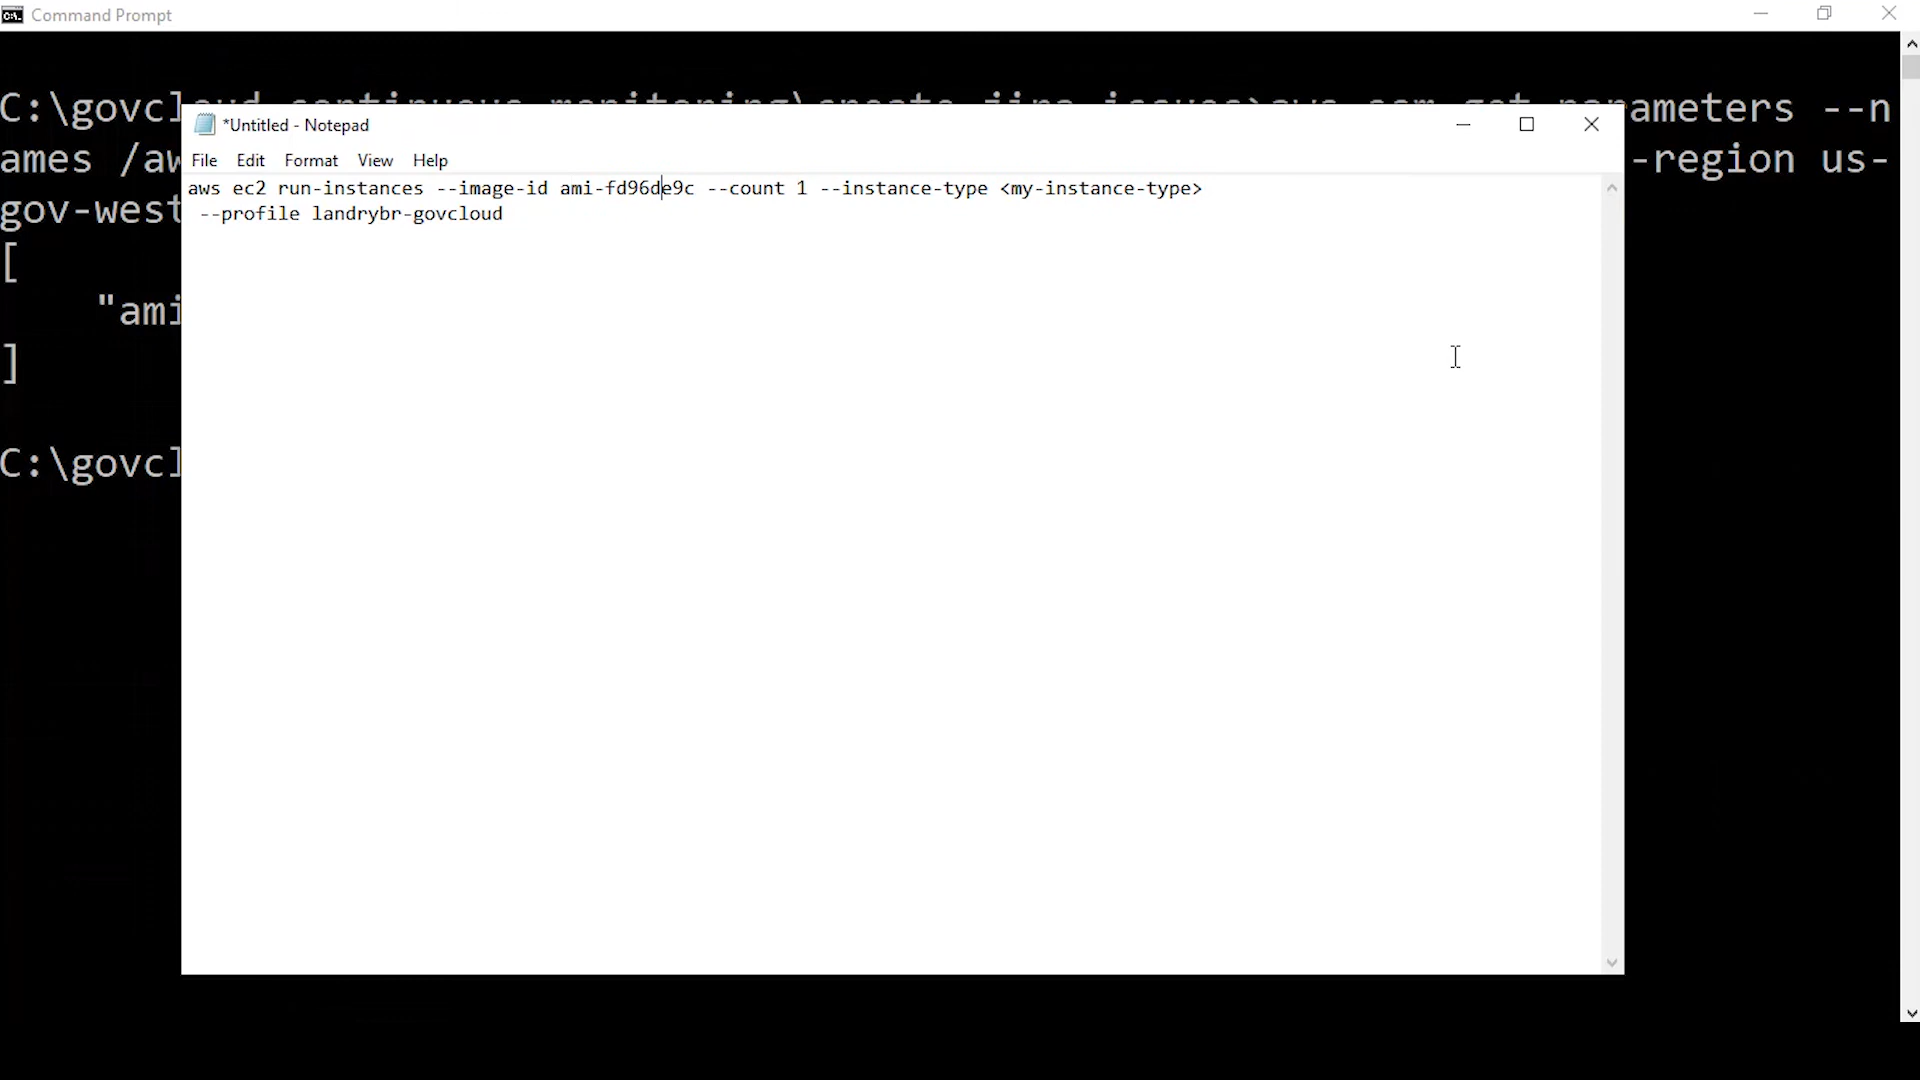 Command Prompt
C:\govcloud-continuous-monitoring\create-jira-issues>aws ssm get-parameters --n
ames /aw
-region us-
gov-west
[
"ami
]
C:\govcl
*Untitled - Notepad
File Edit Format View Help
aws ec2 run-instances --image-id ami-fd96de9c --count 1 --instance-type <my-instance-type>
--profile landrybr-govcloud